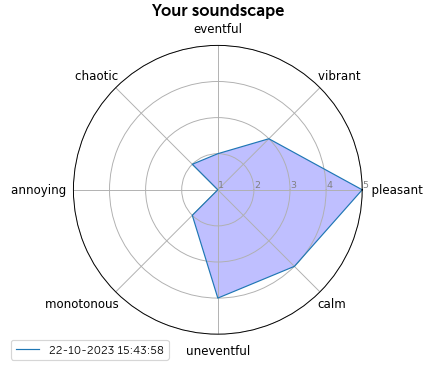 Your soundscape
eventful
chaotic
vibrant
annoying
1
2
3
4
5
pleasant
monotonous
calm
22-10-2023 15:43:58
uneventful